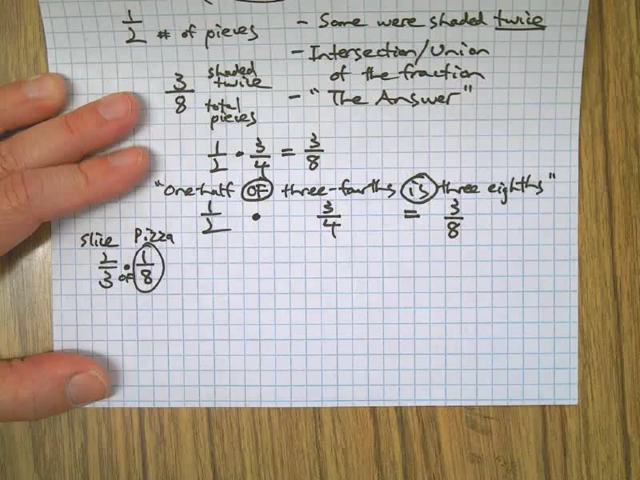 1/2 # of pieces
- Some were shaded twice
- Intersection/Union
of the fraction
3/8 shaded twice
total pieces
- "The Answer"
1/2 • 3/4 = 3/8
"One-half of three-fourths is three eighths"
1/2 • 3/4 = 3/8
slice Pizza
2/3 • 1/8
of